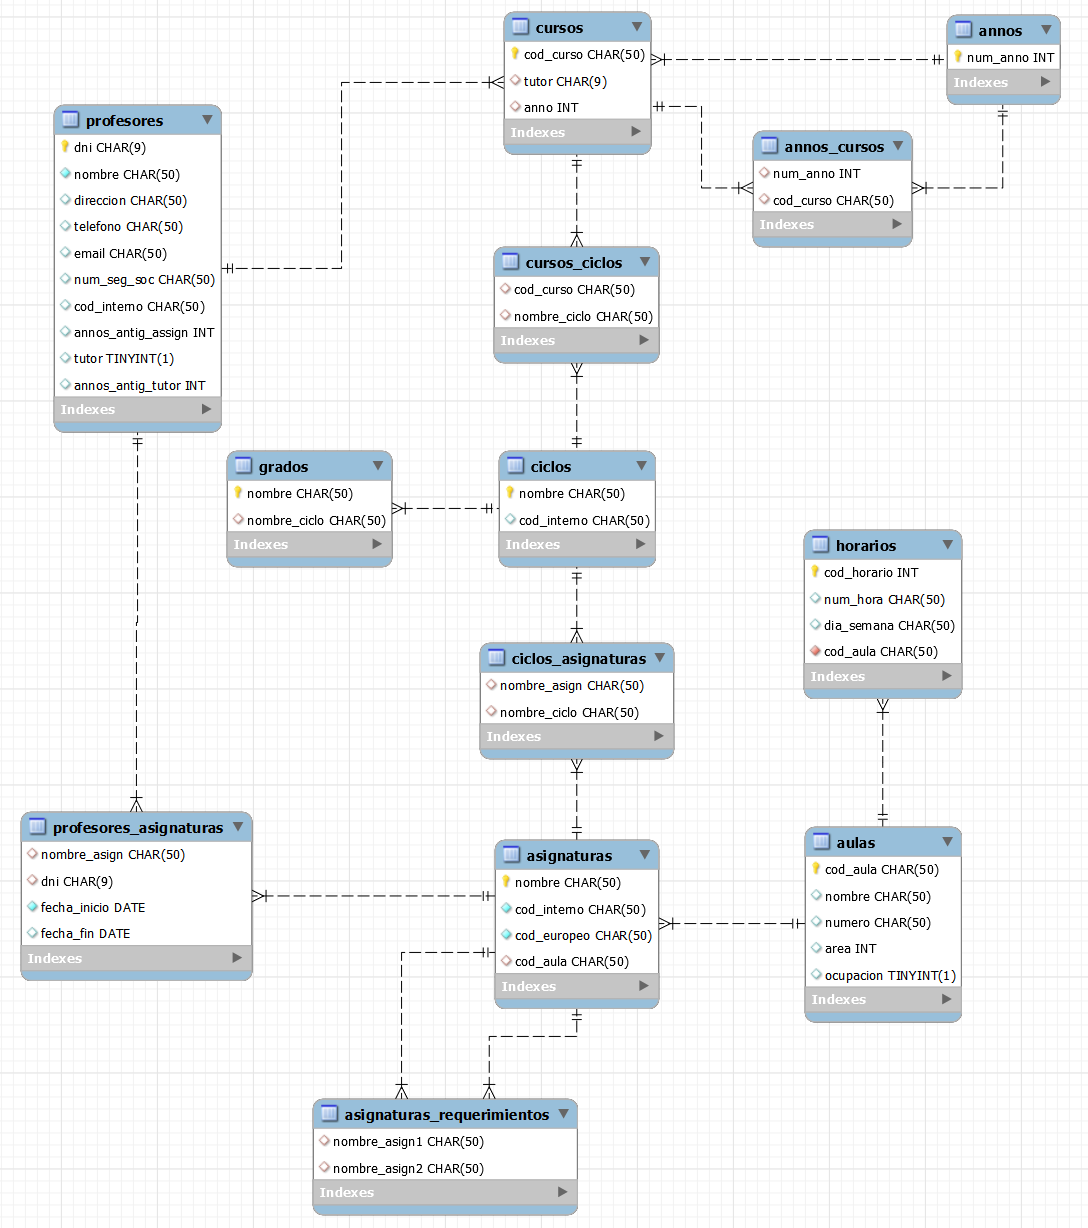 cursos
cod_curso CHAR(50)
tutor CHAR(9)
anno INT
Indexes
annos
num_anno INT
Indexes
annos_cursos
num_anno INT
cod_curso CHAR(50)
Indexes
profesores
dni CHAR(9)
nombre CHAR(50)
direccion CHAR(50)
telefono CHAR(50)
email CHAR(50)
num_seg_soc CHAR(50)
cod_interno CHAR(50)
annos_antig_assign INT
tutor TINYINT(1)
annos_antig_tutor INT
Indexes
cursos_ciclos
cod_curso CHAR(50)
nombre_ciclo CHAR(50)
Indexes
grados
nombre CHAR(50)
nombre_ciclo CHAR(50)
Indexes
ciclos
nombre CHAR(50)
cod_interno CHAR(50)
Indexes
horarios
cod_horario INT
num_hora CHAR(50)
dia_semana CHAR(50)
cod_aula CHAR(50)
Indexes
ciclos_asignaturas
nombre_asign CHAR(50)
nombre_ciclo CHAR(50)
Indexes
profesores_asignaturas
nombre_asign CHAR(50)
dni CHAR(9)
fecha_inicio DATE
fecha_fin DATE
Indexes
asignaturas
nombre CHAR(50)
cod_interno CHAR(50)
cod_europeo CHAR(50)
cod_aula CHAR(50)
Indexes
aulas
cod_aula CHAR(50)
nombre CHAR(50)
numero CHAR(50)
area INT
ocupacion TINYINT(1)
Indexes
asignaturas_requerimientos
nombre_asign1 CHAR(50)
nombre_asign2 CHAR(50)
Indexes